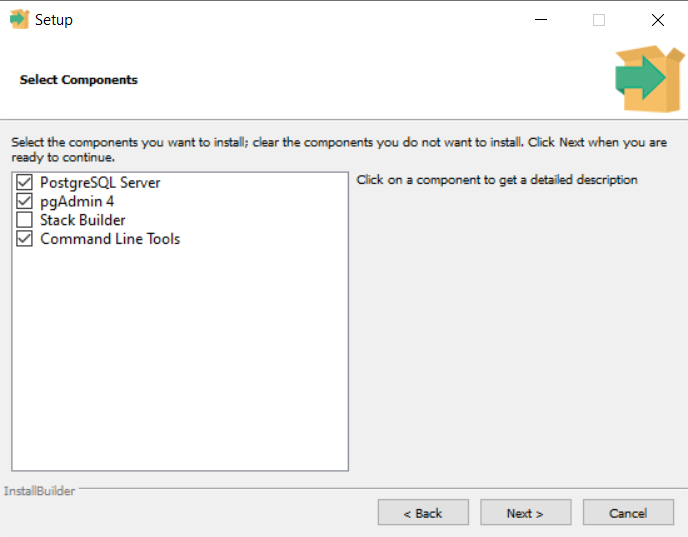 Setup
Select Components
Select the components you want to install; clear the components you do not want to install. Click Next when you are
ready to continue.
PostgreSQL Server
pgAdmin 4
Stack Builder
Command Line Tools
Click on a component to get a detailed description
InstallBuilder
< Back
Next >
Cancel